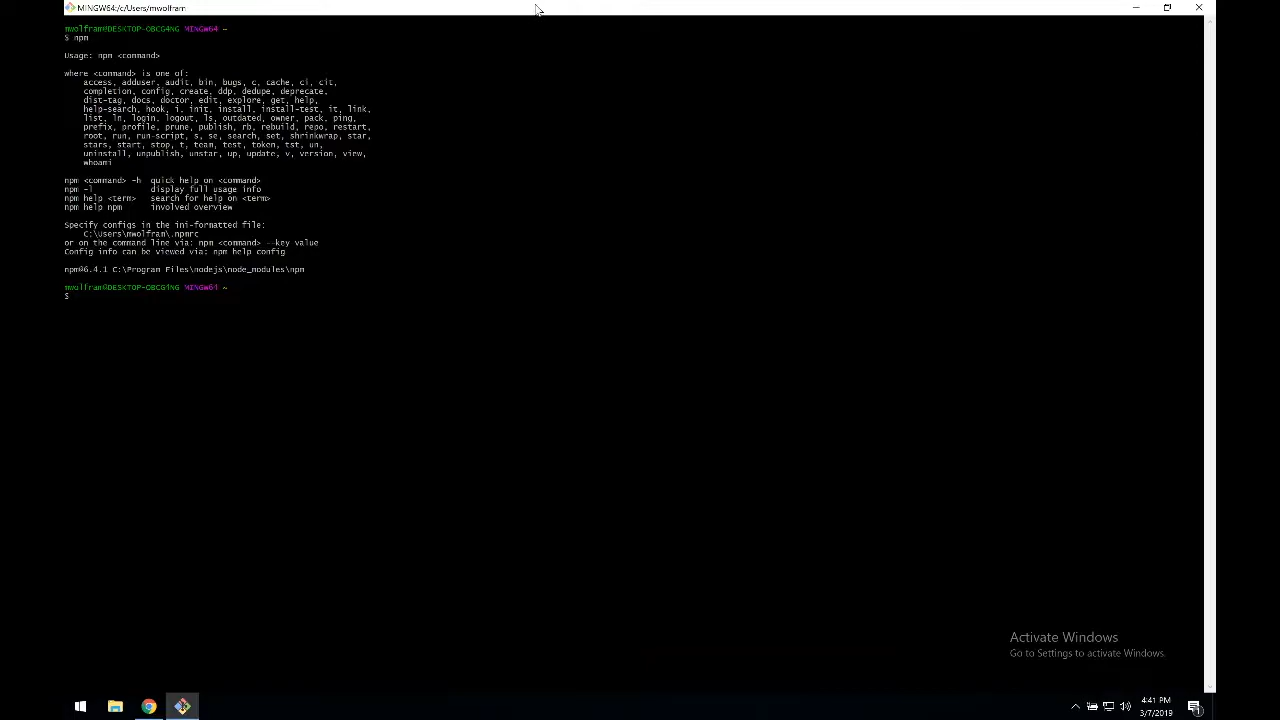 MINGW64:/c/Users/mwolfram
mwolfram@DESKTOP-OBCG4NG MINGW64 ~
$ npm
Usage: npm <command>
where <command> is one of:
access, adduser, audit, bin, bugs, c, cache, ci, cit,
completion, config, create, ddp, dedupe, deprecate,
dist-tag, docs, doctor, edit, explore, get, help,
help-search, hook, i, init, install, install-test, it, link,
list, ln, login, logout, ls, outdated, owner, pack, ping,
prefix, profile, prune, publish, rb, rebuild, repo, restart,
root, run, run-script, s, se, search, set, shrinkwrap, star,
stars, start, stop, t, team, test, token, tst, un,
uninstall, unpublish, unstar, up, update, v, version, view,
whoami
npm <command> -h quick help on <command>
npm -l display full usage info
npm help <term> search for help on <term>
npm help npm involved overview
Specify configs in the ini-formatted file:
C:\Users\mwolfram\.npmrc
or on the command line via: npm <command> --key value
Config info can be viewed via: npm help config
npm@6.4.1 C:\Program Files\nodejs\node_modules\npm
mwolfram@DESKTOP-OBCG4NG MINGW64 ~
$
Activate Windows
Go to Settings to activate Windows.
4:41 PM
3/7/2019